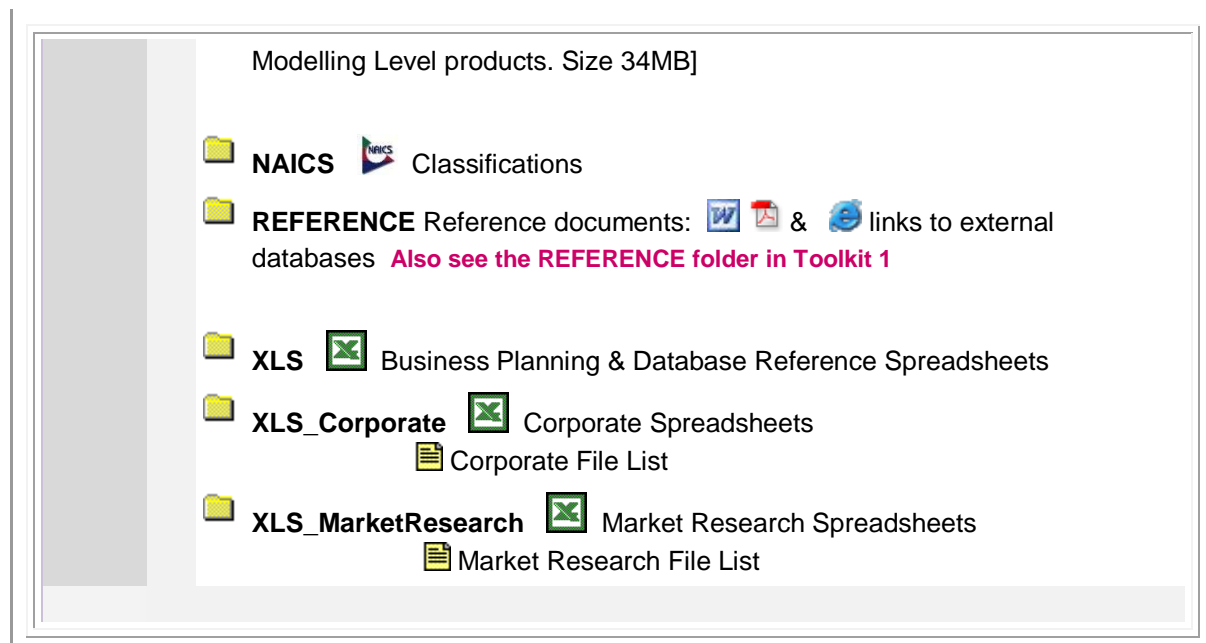 Modelling Level products. Size 34MB]
NAICS NAICS Classifications
REFERENCE Reference documents: W & e links to external
databases Also see the REFERENCE folder in Toolkit 1
XLS X Business Planning & Database Reference Spreadsheets
XLS_Corporate X Corporate Spreadsheets
Corporate File List
XLS_MarketResearch X Market Research Spreadsheets
Market Research File List